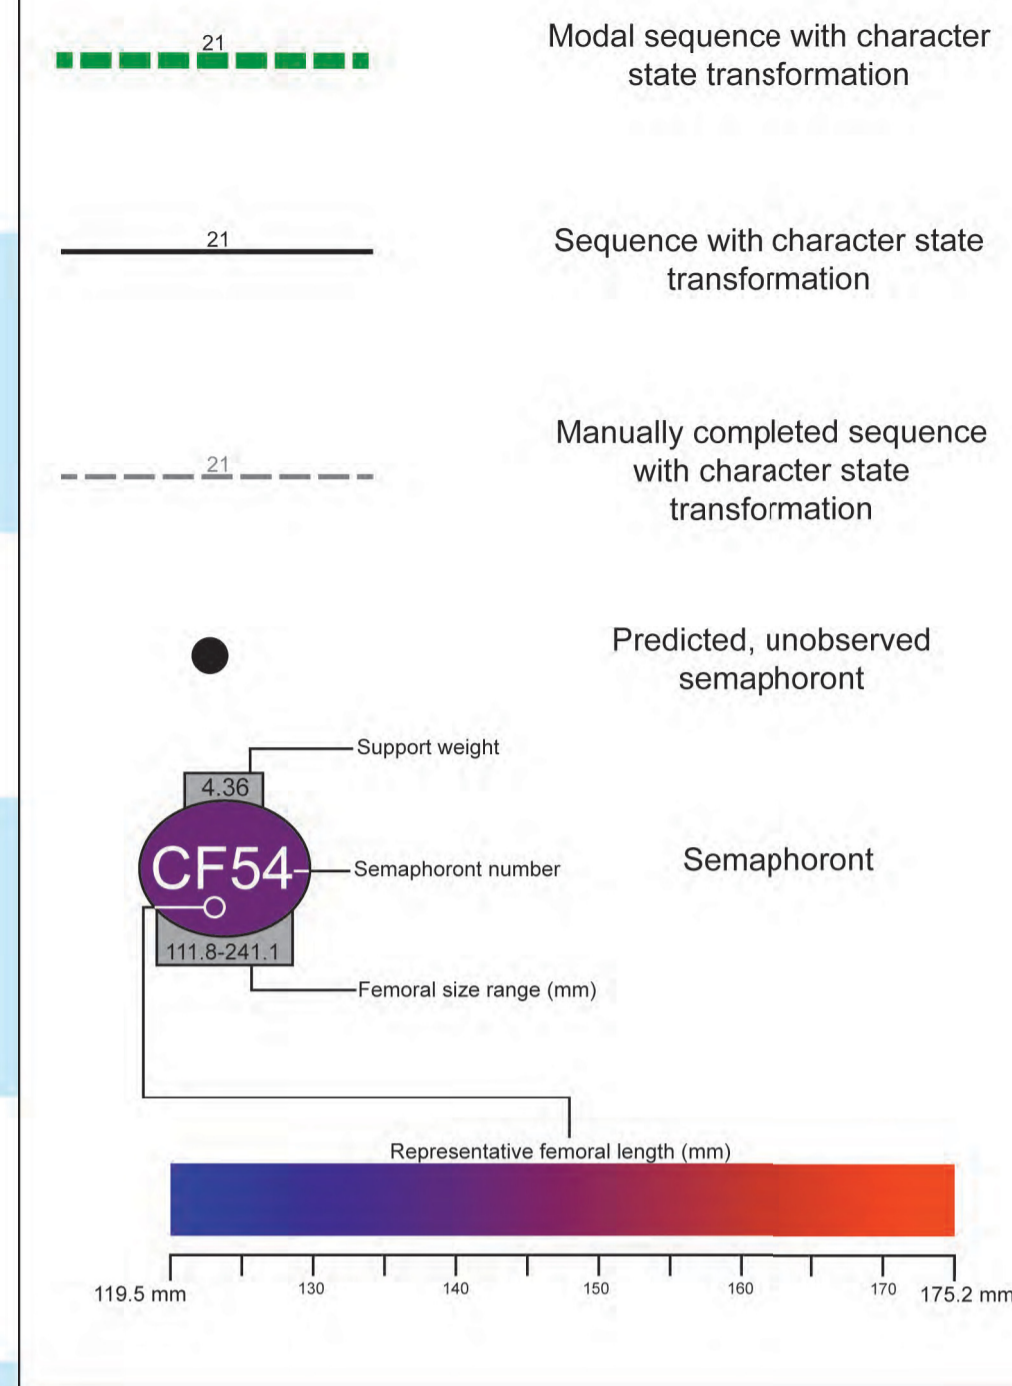 21
Modal sequence with character
state transformation
21
Sequence with character state
transformation
21
Manually completed sequence
with character state
transformation
Predicted, unobserved
semaphoront
Support weight
4.36
CF54
Semaphoront number
Semaphoront
111.8-241.1
Femoral size range (mm)
Representative femoral length (mm)
119.5 mm 130 140 150 160 170 175.2 mm